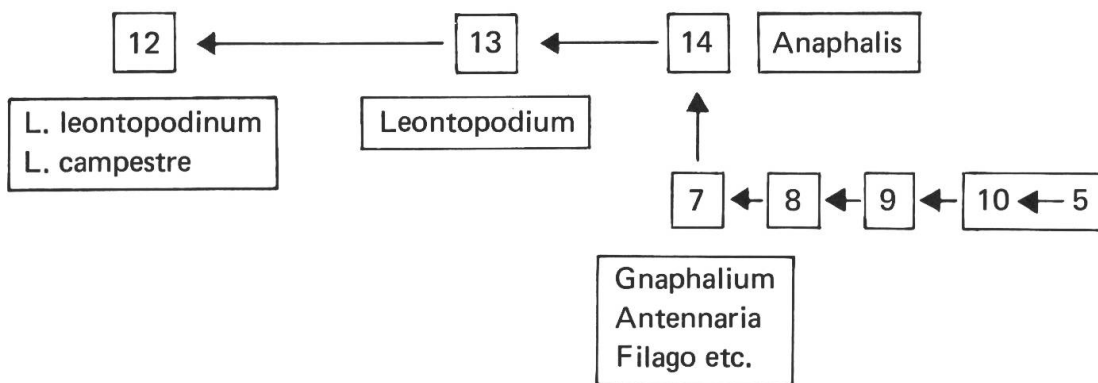 12 13 14 Anaphalis
L. leontopodinum
L. campestre
Leontopodium
7 8 9 10 5
Gnaphalium
Antennaria
Filago etc.